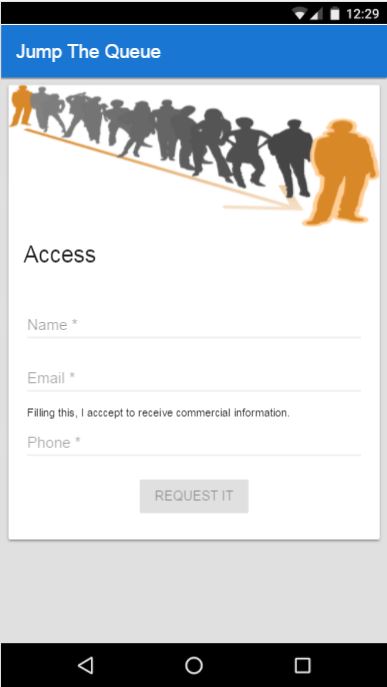 12:29
Jump The Queue
Access
Name *
Email *
Filling this, I acccept to receive commercial information.
Phone *
REQUEST IT